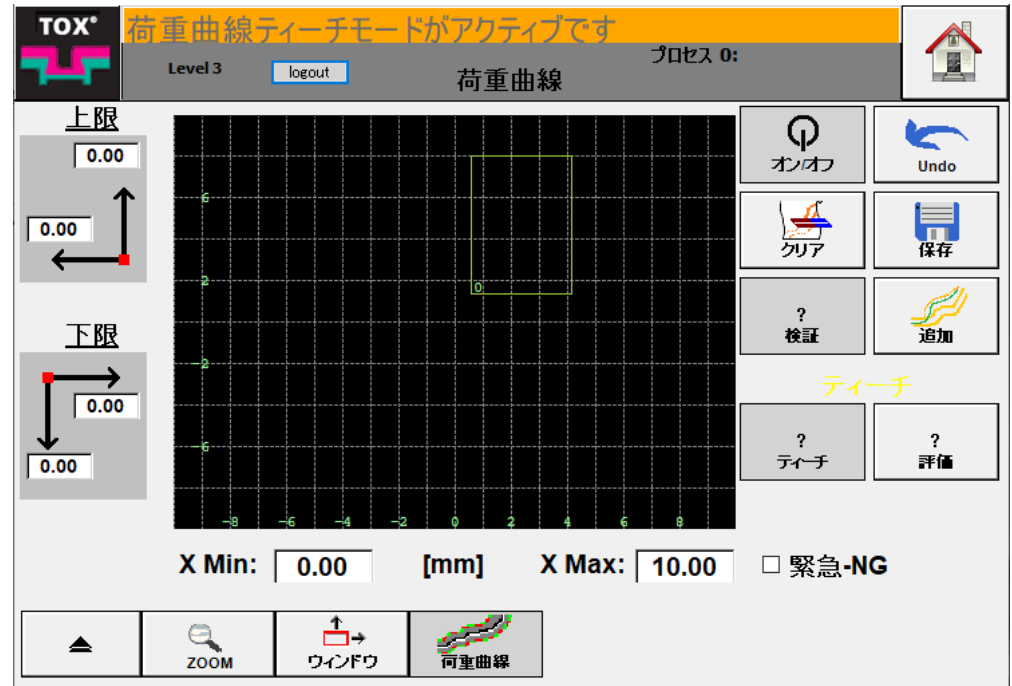 TOX®
荷重曲線ティーチモードがアクティブです
Level 3
logout
荷重曲線
プロセス 0:
上限
0.00
0.00
下限
0.00
0.00
6
2
-2
-6
0
-8 -6 -4 -2 0 2 4 6 8
オン/オフ
Undo
クリア
保存
?
検証
追加
ティーチ
?
ティーチ
?
評価
X Min: 0.00 [mm] X Max: 10.00 緊急-NG
ZOOM
ウィンドウ
荷重曲線